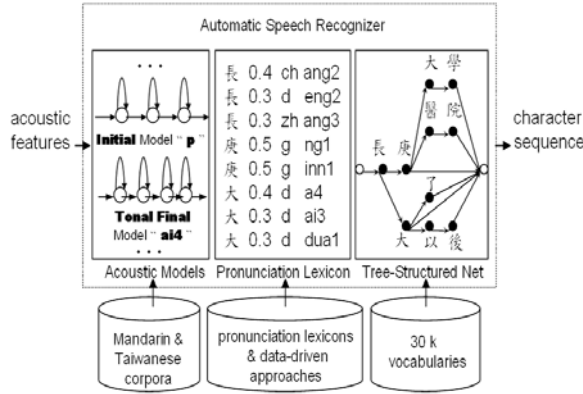 Automatic Speech Recognizer
acoustic
features
. . .
Initial Model " p "
Tonal Final
Model " ai4 "
. . .
Acoustic Models
長 0.4 ch ang2
長 0.3 d eng2
長 0.3 zh ang3
庚 0.5 g ng1
庚 0.5 g inn1
大 0.4 d a4
大 0.3 d ai3
大 0.3 d dua1
Pronunciation Lexicon
大 學
醫 院
長 庚
了
大 以 後
Tree-Structured Net
character
sequence
Mandarin &
Taiwanese
corpora
pronunciation lexicons
& data-driven
approaches
30 k
vocabularies